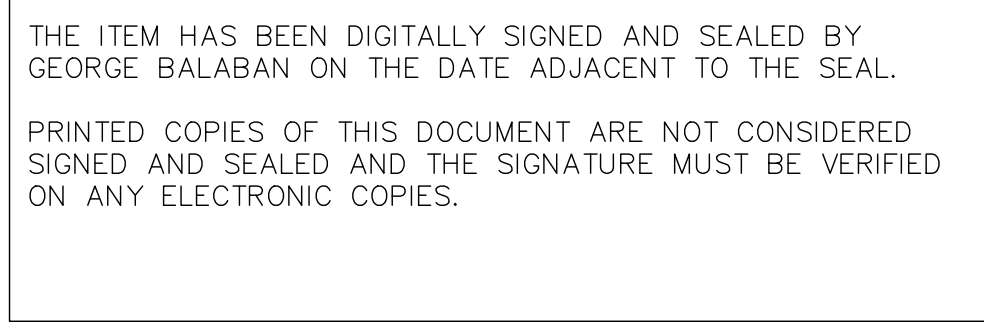 THE ITEM HAS BEEN DIGITALLY SIGNED AND SEALED BY
GEORGE BALABAN ON THE DATE ADJACENT TO THE SEAL.
PRINTED COPIES OF THIS DOCUMENT ARE NOT CONSIDERED
SIGNED AND SEALED AND THE SIGNATURE MUST BE VERIFIED
ON ANY ELECTRONIC COPIES.